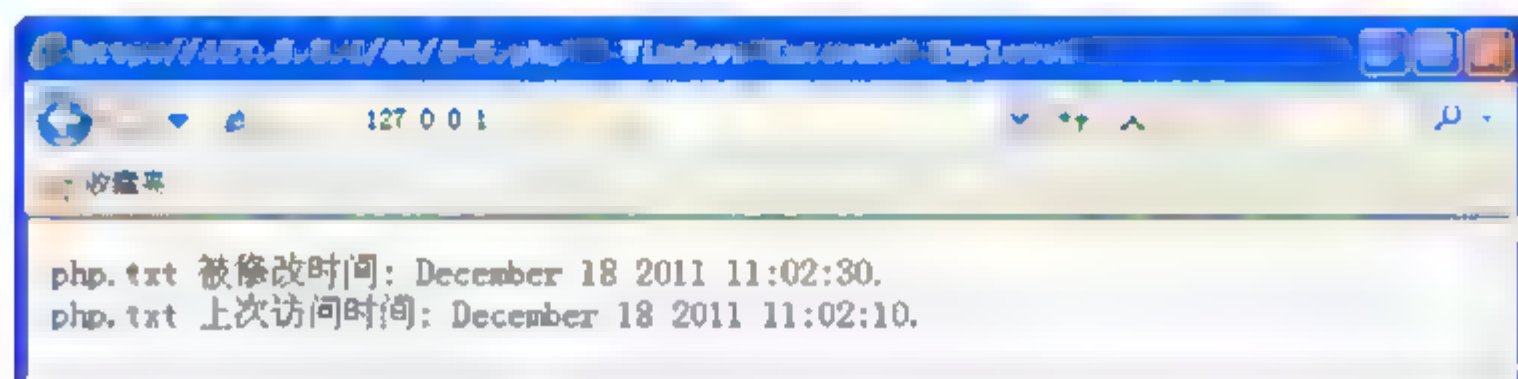 127 0 0 1
收藏夹
php.txt 被修改时间: December 18 2011 11:02:30.
php.txt 上次访问时间: December 18 2011 11:02:10.